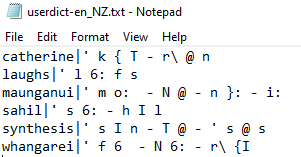 userdict-en_NZ.txt - Notepad
File Edit Format View Help
catherine|' k { T - r\ @ n
laughs|' l 6: f s
maunganui|' m o: - N @ - n }: - i:
sahil|' s 6: - h I l
synthesis|' s I n - T @ - ' s @ s
whangarei|' f 6 - N 6: - r\ {I